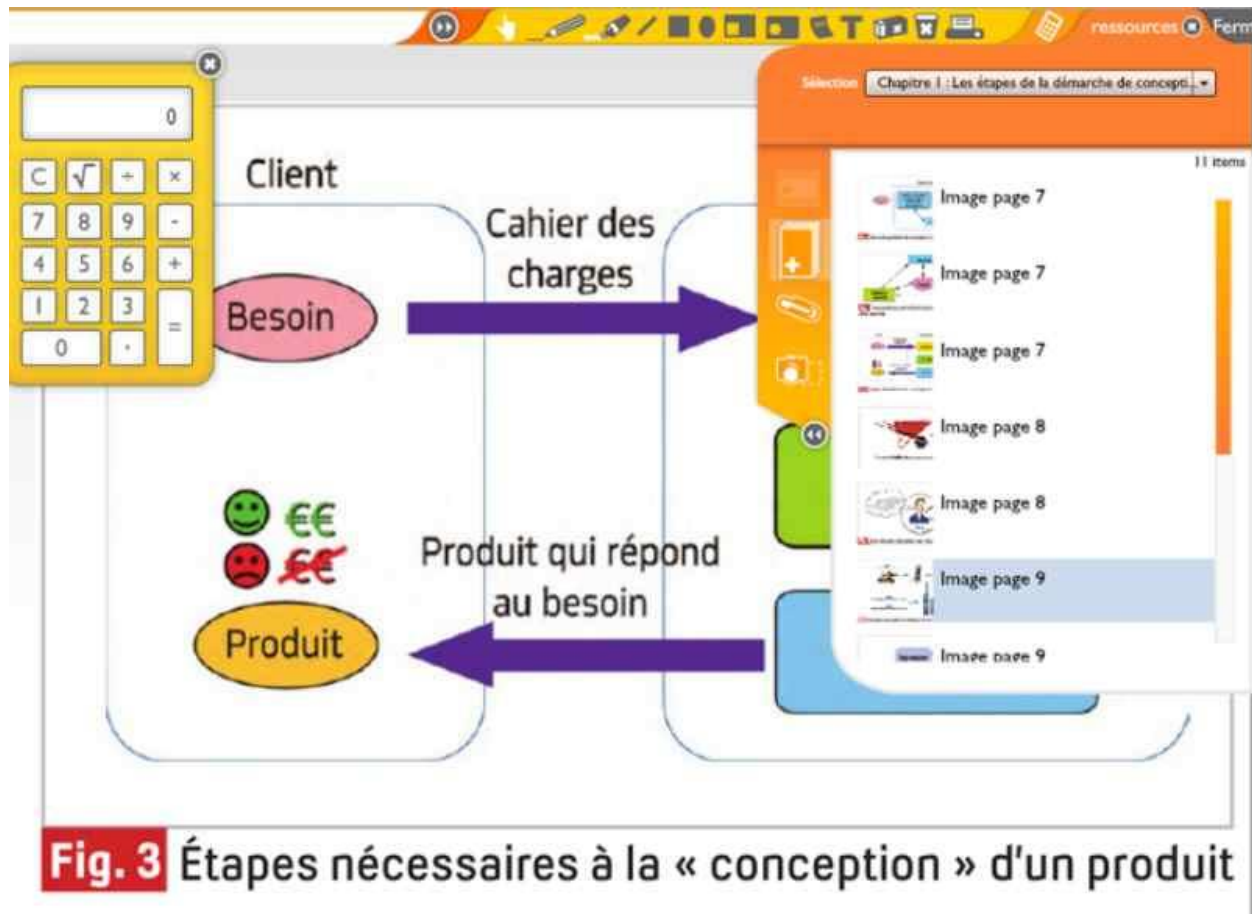 ressources
Ferm
Sélection
Chapitre 1 : Les étapes de la démarche de concepti...
11 items
0
C √ ÷ ×
7 8 9 -
4 5 6 +
1 2 3 =
0 .
Client
Cahier des
charges
Besoin
€€
€€
Produit qui répond
au besoin
Produit
Image page 7
Image page 7
Image page 7
Image page 8
Image page 8
Image page 9
Image page 9
Fig. 3 Étapes nécessaires à la « conception » d'un produit